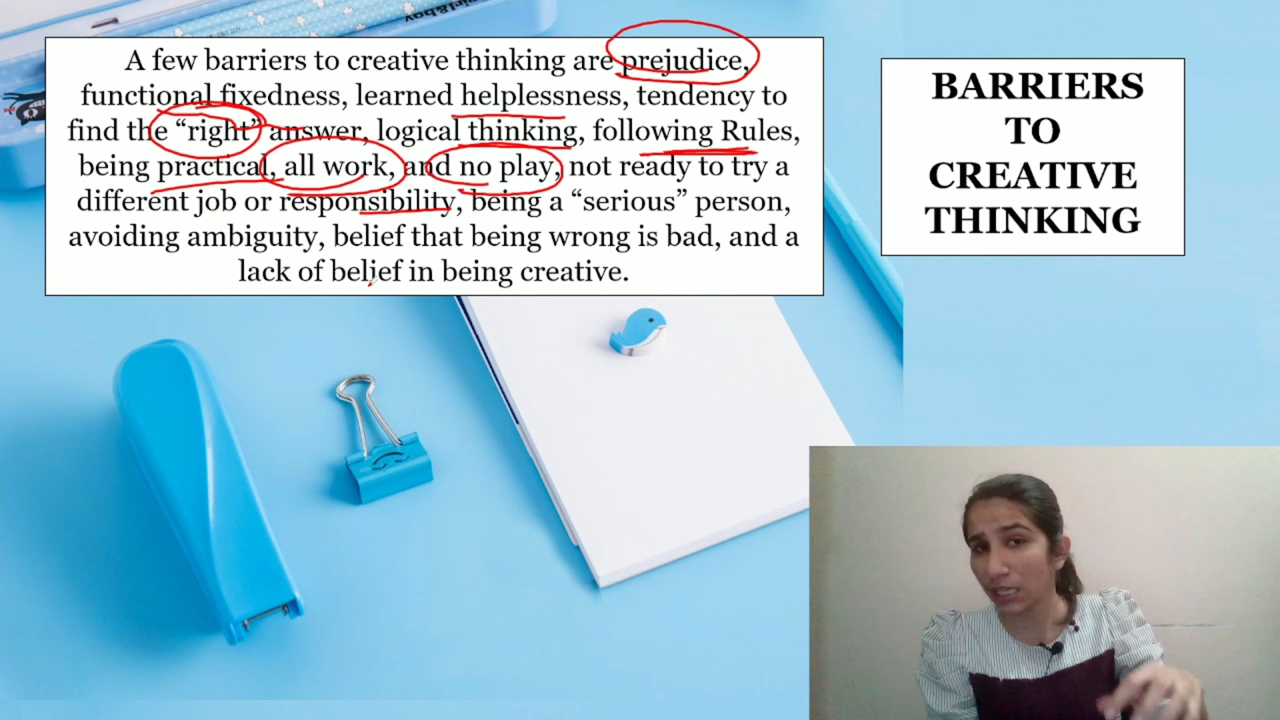 girl&boy
A few barriers to creative thinking are prejudice,
functional fixedness, learned helplessness, tendency to
find the “right” answer, logical thinking, following Rules,
being practical, all work, and no play, not ready to try a
different job or responsibility, being a “serious” person,
avoiding ambiguity, belief that being wrong is bad, and a
lack of belief in being creative.
BARRIERS
TO
CREATIVE
THINKING